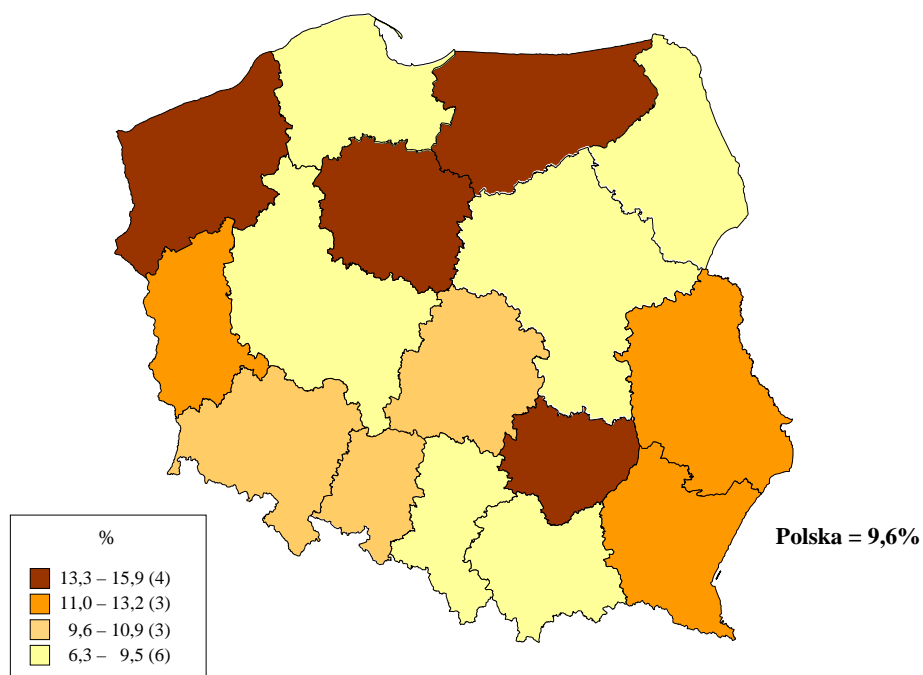 %
13,3 – 15,9 (4)
11,0 – 13,2 (3)
9,6 – 10,9 (3)
6,3 – 9,5 (6)
Polska = 9,6%